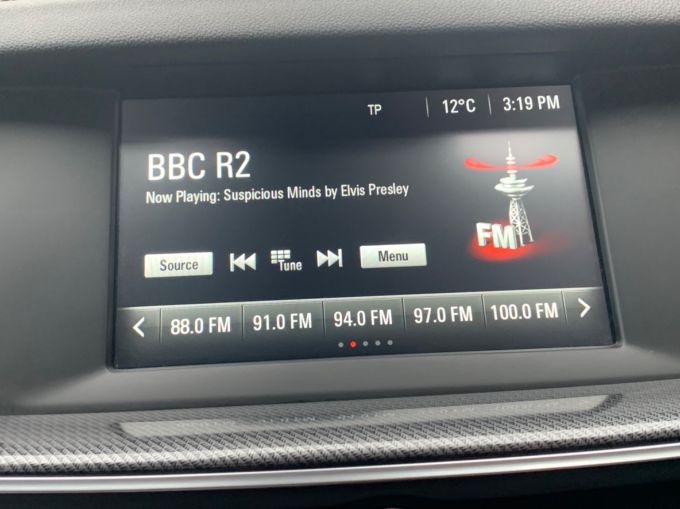 TP 12°C 3:19 PM
BBC R2
Now Playing: Suspicious Minds by Elvis Presley
FM
Source Tune Menu
88.0 FM 91.0 FM 94.0 FM 97.0 FM 100.0 FM